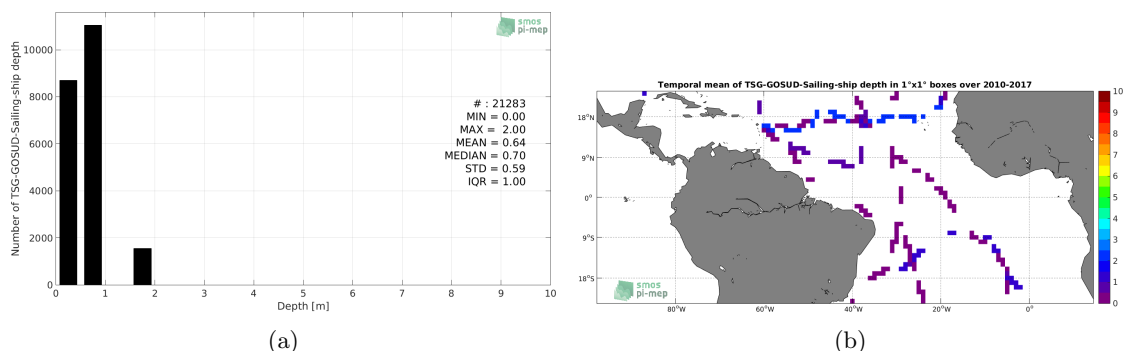 smos
pi-mep
Number of TSG-GOSUD-Sailing-ship depth
10000
8000
6000
4000
2000
0
# : 21283
MIN = 0.00
MAX = 2.00
MEAN = 0.64
MEDIAN = 0.70
STD = 0.59
IQR = 1.00
0 1 2 3 4 5 6 7 8 9 10
Depth [m]
(a)
Temporal mean of TSG-GOSUD-Sailing-ship depth in 1°x1° boxes over 2010-2017
18°N
9°N
0°
9°S
18°S
80°W 60°W 40°W 20°W 0°
smos
pi-mep
10
9
8
7
6
5
4
3
2
1
0
(b)